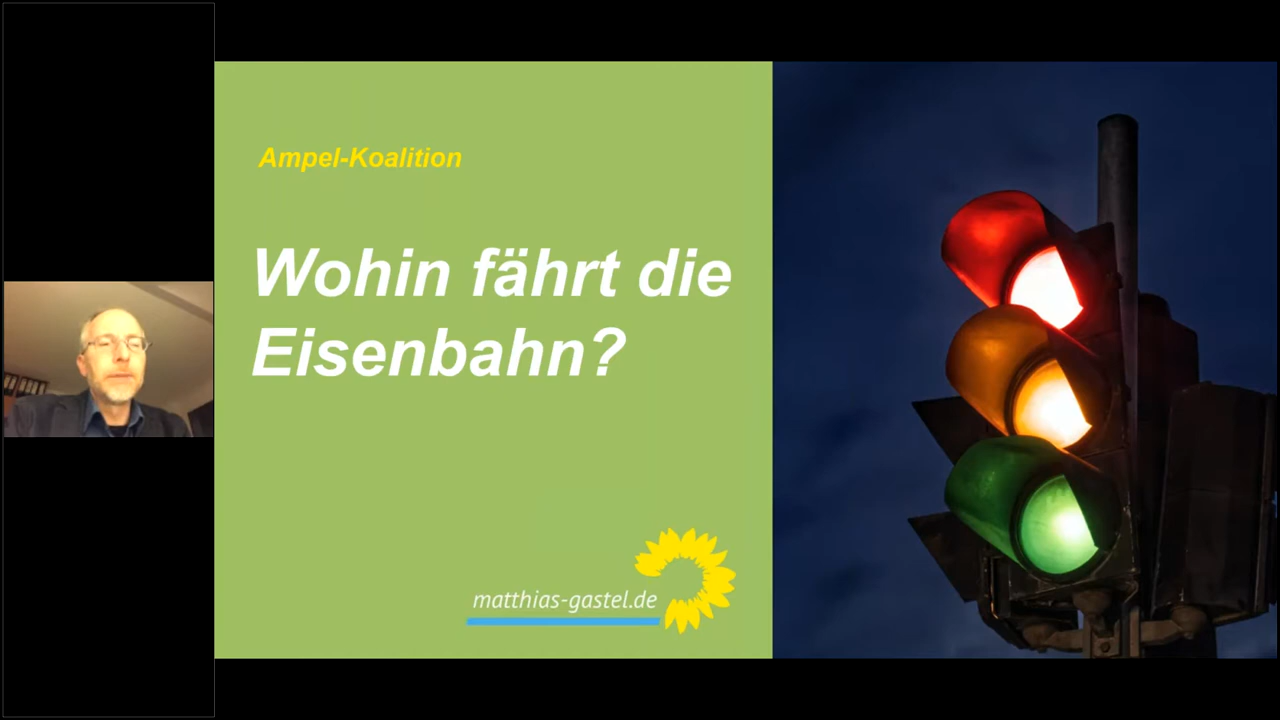 Ampel-Koalition
Wohin fährt die
Eisenbahn?
matthias-gastel.de